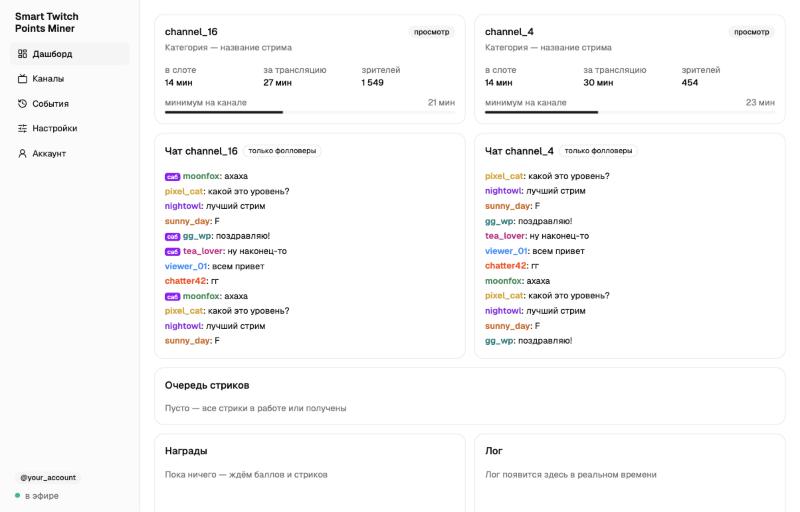 Smart Twitch
Points Miner
Дашборд
Каналы
События
Настройки
Аккаунт
@your_account
в эфире
channel_16
просмотр
Категория — название стрима
в слоте
за трансляцию
зрителей
14 мин
27 мин
1 549
минимум на канале
21 мин
channel_4
просмотр
Категория — название стрима
в слоте
за трансляцию
зрителей
14 мин
30 мин
454
минимум на канале
23 мин
Чат channel_16
только фолловеры
саб moonfox: ахаха
pixel_cat: какой это уровень?
nightowl: лучший стрим
sunny_day: F
саб gg_wp: поздравляю!
саб tea_lover: ну наконец-то
viewer_01: всем привет
chatter42: гг
саб moonfox: ахаха
pixel_cat: какой это уровень?
nightowl: лучший стрим
sunny_day: F
Чат channel_4
только фолловеры
pixel_cat: какой это уровень?
nightowl: лучший стрим
sunny_day: F
gg_wp: поздравляю!
tea_lover: ну наконец-то
viewer_01: всем привет
chatter42: гг
moonfox: ахаха
pixel_cat: какой это уровень?
nightowl: лучший стрим
sunny_day: F
gg_wp: поздравляю!
Очередь стриков
Пусто — все стрики в работе или получены
Награды
Пока ничего — ждём баллов и стриков
Лог
Лог появится здесь в реальном времени